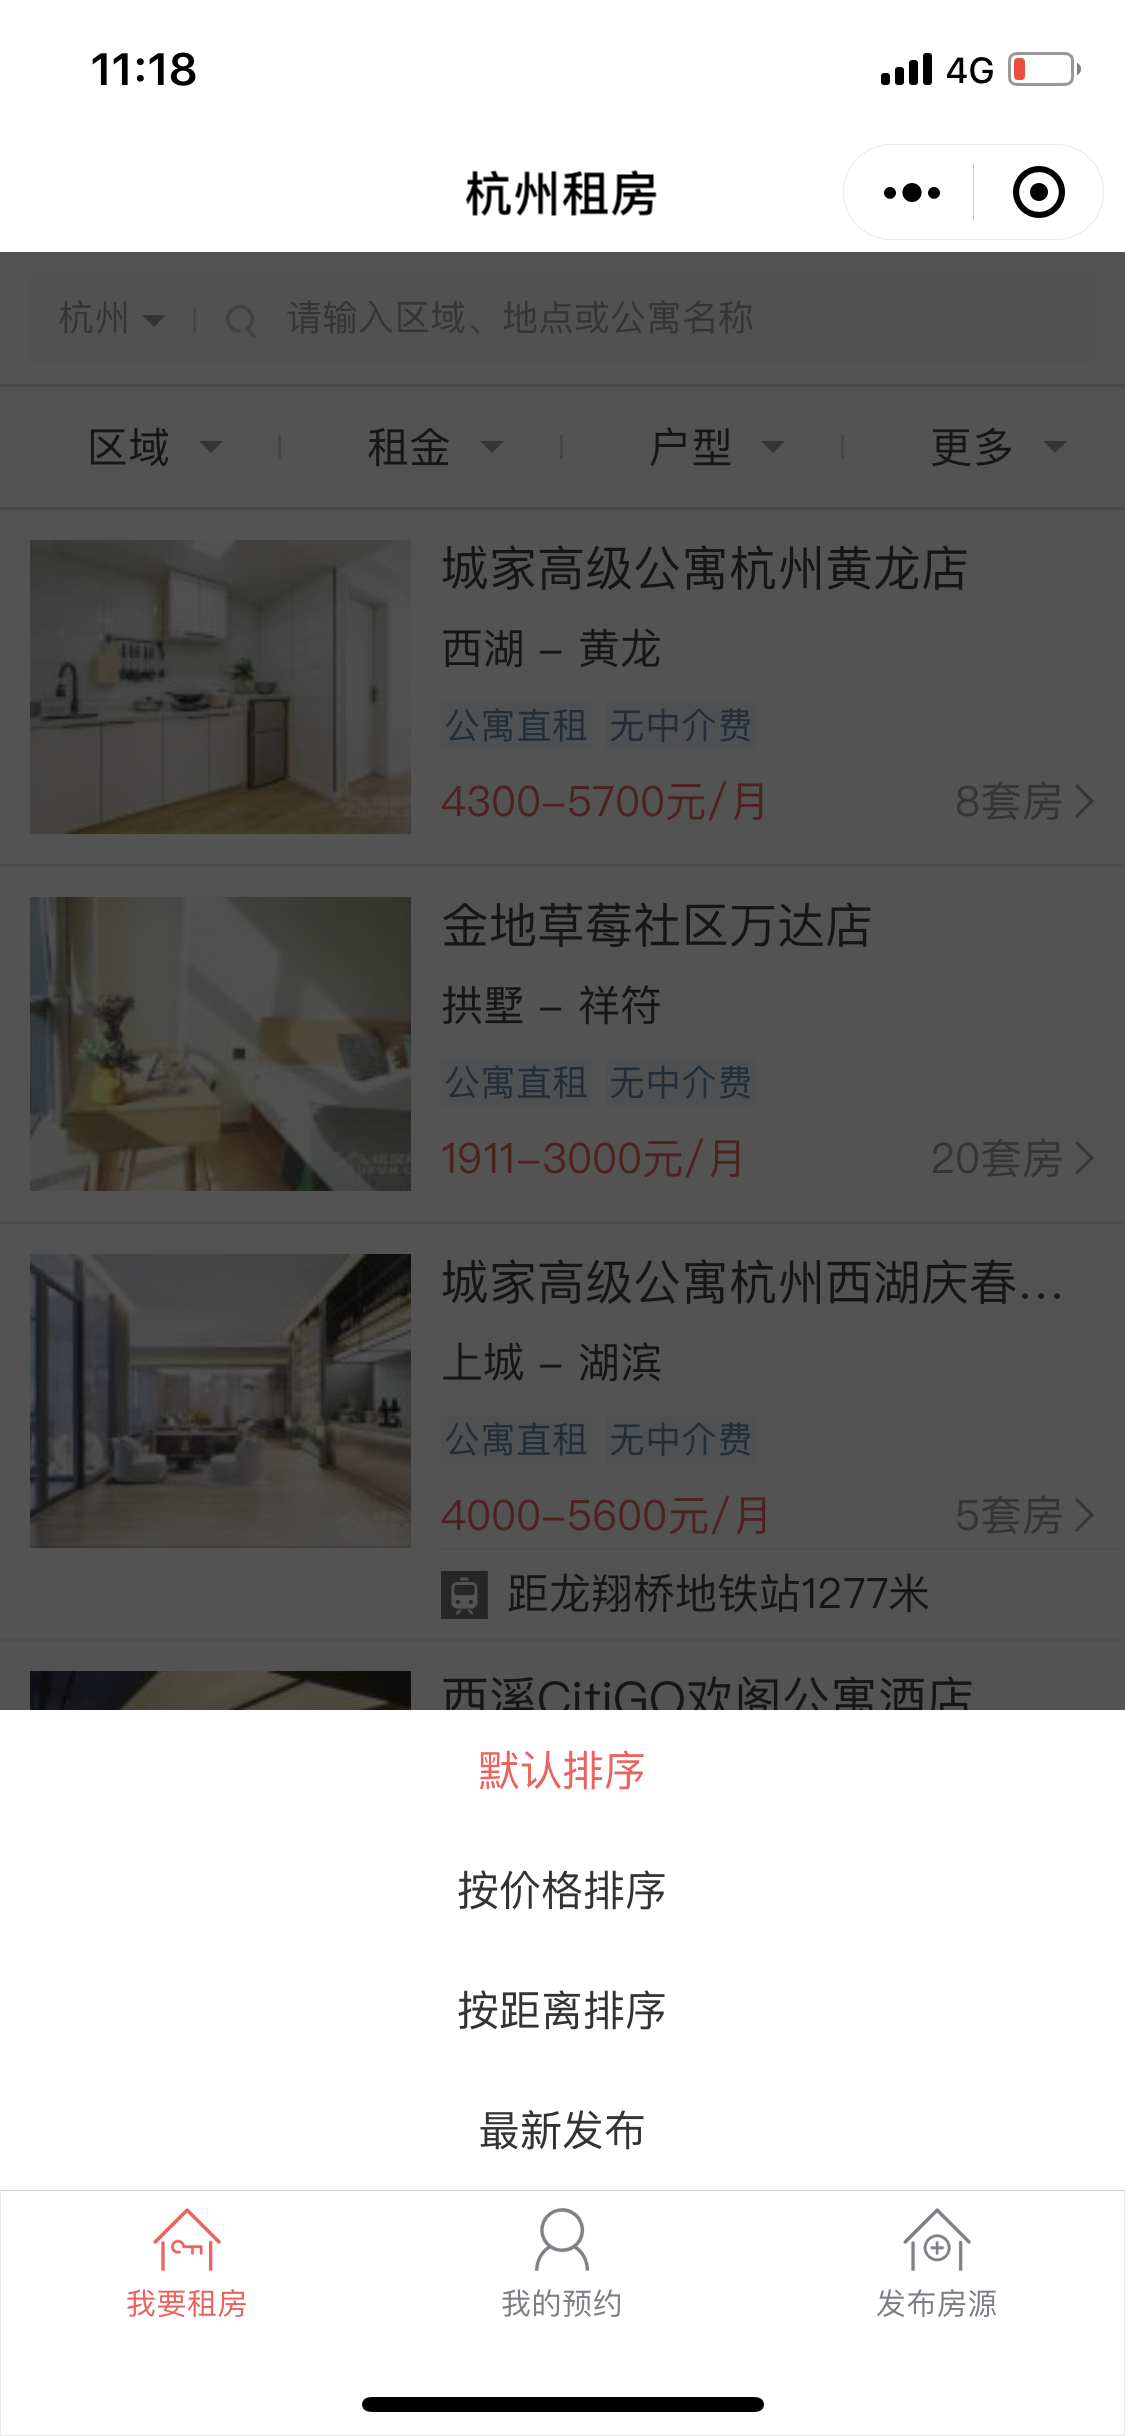 11:18
4G
杭州租房
杭州
请输入区域、地点或公寓名称
区域 租金 户型 更多
城家高级公寓杭州黄龙店
西湖 – 黄龙
公寓直租 无中介费
4300–5700元/月 8套房
金地草莓社区万达店
拱墅 – 祥符
公寓直租 无中介费
1911–3000元/月 20套房
城家高级公寓杭州西湖庆春...
上城 – 湖滨
公寓直租 无中介费
4000–5600元/月 5套房
距龙翔桥地铁站1277米
西溪CitiGO欢阁公寓酒店
默认排序
按价格排序
按距离排序
最新发布
我要租房 我的预约 发布房源